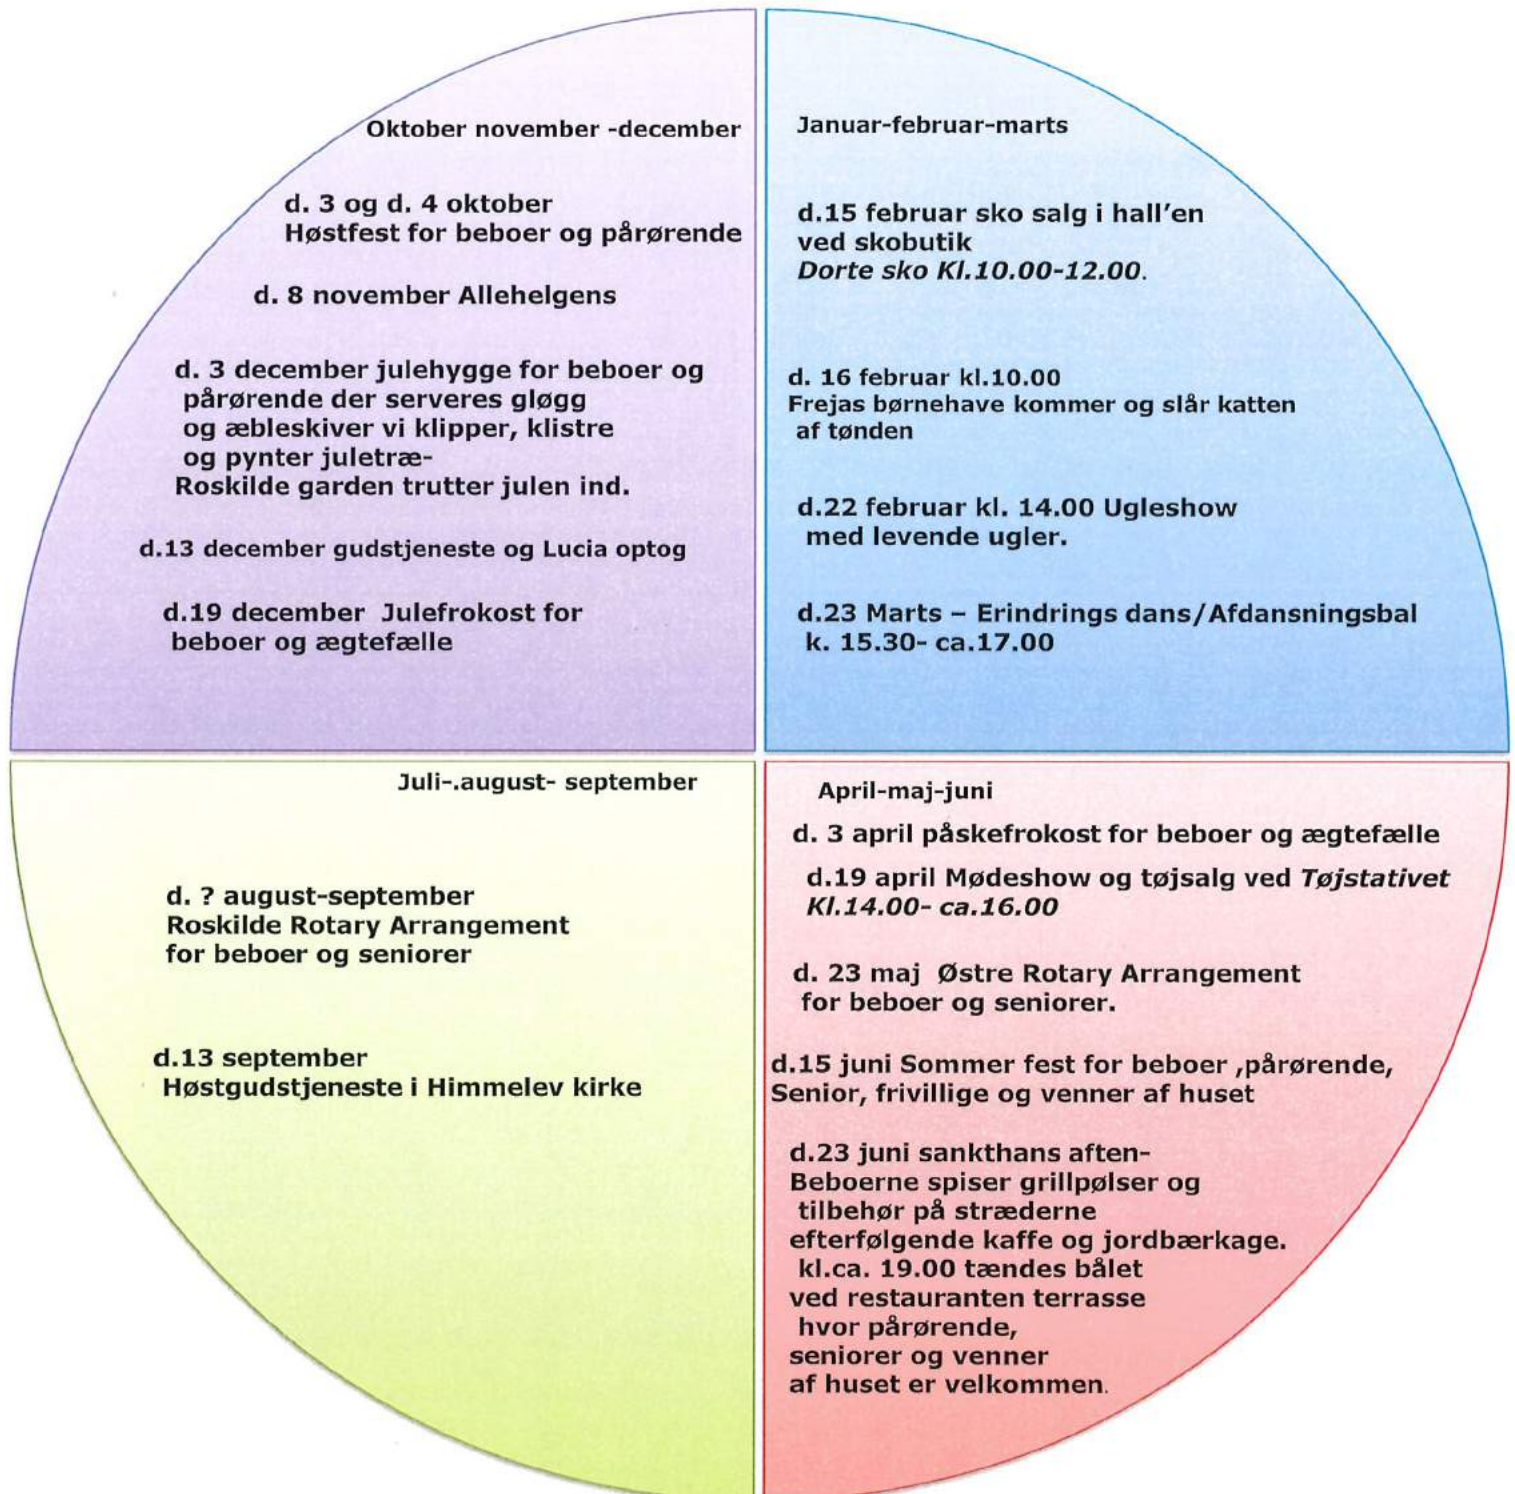 Oktober november -december
d. 3 og d. 4 oktober
Høstfest for beboer og pårørende
d. 8 november Allehelgens
d. 3 december julehygge for beboer og
pårørende der serveres gløgg
og æbleskiver vi klipper, klistre
og pynter juletræ-
Roskilde garden trutter julen ind.
d.13 december gudstjeneste og Lucia optog
d.19 december Julefrokost for
beboer og ægtefælle
Januar-februar-marts
d.15 februar sko salg i hall’en
ved skobutik
Dorte sko Kl.10.00-12.00.
d. 16 februar kl.10.00
Frejas børnehave kommer og slår katten
af tønden
d.22 februar kl. 14.00 Ugleshow
med levende ugler.
d.23 Marts – Erindrings dans/Afdansningsbal
k. 15.30- ca.17.00
Juli-.august- september
d. ? august-september
Roskilde Rotary Arrangement
for beboer og seniorer
d.13 september
Høstgudstjeneste i Himmelev kirke
April-maj-juni
d. 3 april påskefrokost for beboer og ægtefælle
d.19 april Mødeshow og tøjsalg ved Tøjstativet
Kl.14.00- ca.16.00
d. 23 maj Østre Rotary Arrangement
for beboer og seniorer.
d.15 juni Sommer fest for beboer ,pårørende,
Senior, frivillige og venner af huset
d.23 juni sankthans aften-
Beboerne spiser grillpølser og
tilbehør på stræderne
efterfølgende kaffe og jordbærkage.
kl.ca. 19.00 tændes bålet
ved restauranten terrasse
hvor pårørende,
seniorer og venner
af huset er velkommen.